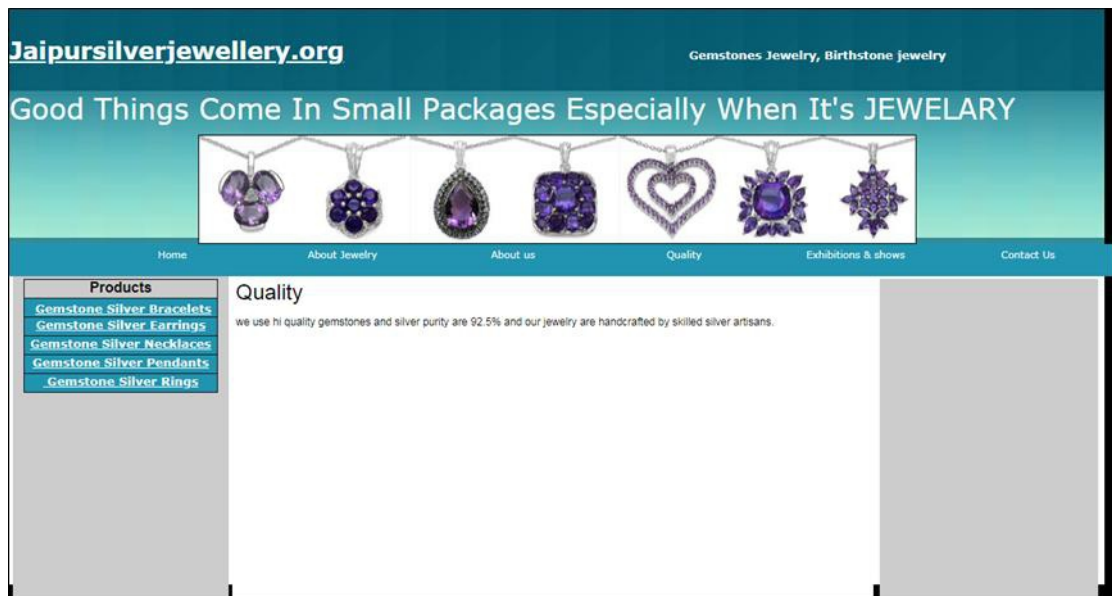 Jaipursilverjewellery.org
Gemstones Jewelry, Birthstone jewelry
Good Things Come In Small Packages Especially When It's JEWELARY
Home About Jewelry About us Quality Exhibitions & shows Contact Us
Products
Gemstone Silver Bracelets
Gemstone Silver Earrings
Gemstone Silver Necklaces
Gemstone Silver Pendants
Gemstone Silver Rings
Quality
we use hi quality gemstones and silver purity are 92.5% and our jewelry are handcrafted by skilled silver artisans.